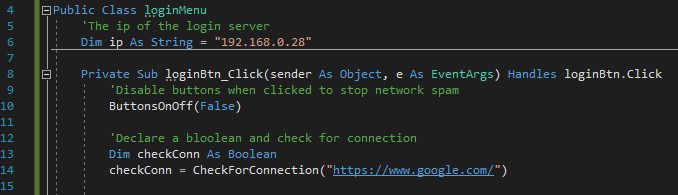 4 Public Class loginMenu
5 'The ip of the login server
6 Dim ip As String = "192.168.0.28"
7
8 Private Sub loginBtn_Click(sender As Object, e As EventArgs) Handles loginBtn.Click
9 'Disable buttons when clicked to stop network spam
10 ButtonsOnOff(False)
11
12 'Declare a bloolean and check for connection
13 Dim checkConn As Boolean
14 checkConn = CheckForConnection("https://www.google.com/")
15